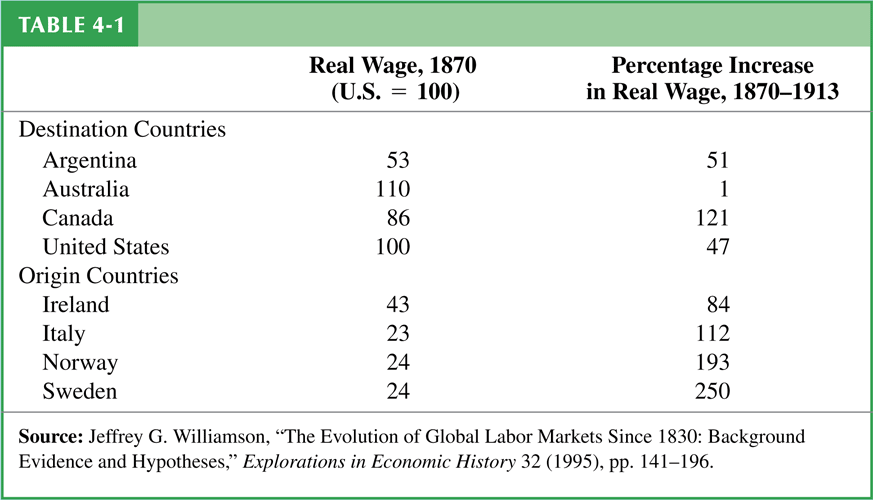 TABLE 4-1
Real Wage, 1870 Percentage Increase
(U.S. = 100) in Real Wage, 1870–1913
Destination Countries
Argentina 53 51
Australia 110 1
Canada 86 121
United States 100 47
Origin Countries
Ireland 43 84
Italy 23 112
Norway 24 193
Sweden 24 250
Source: Jeffrey G. Williamson, “The Evolution of Global Labor Markets Since 1830: Background
Evidence and Hypotheses,” Explorations in Economic History 32 (1995), pp. 141–196.